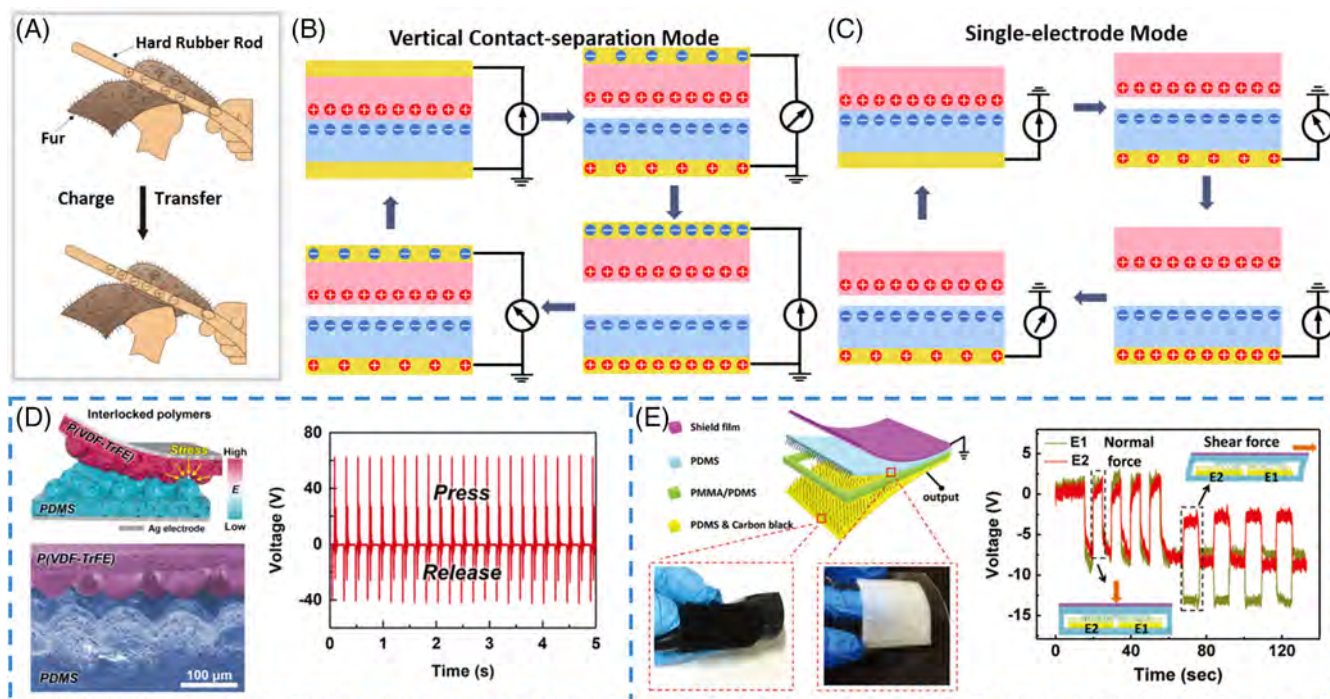 (A)
Hard Rubber Rod
Fur
Charge Transfer
(B)
Vertical Contact-separation Mode
(C)
Single-electrode Mode
(D)
Interlocked polymers
P(VDF-TrFE)
Stress
High
E
Low
PDMS
Ag electrode
P(VDF-TrFE)
PDMS
100 μm
Voltage (V)
80
40
0
-40
Press
Release
0 1 2 3 4 5
Time (s)
(E)
Shield film
PDMS
PMMA/PDMS
PDMS & Carbon black
output
Voltage (V)
5
0
-5
-10
-15
E1
E2
Normal
force
Shear force
E2 E1
E2 E1
0 40 80 120
Time (sec)